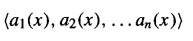 ⟨a₁(x), a₂(x), …aₙ(x)⟩